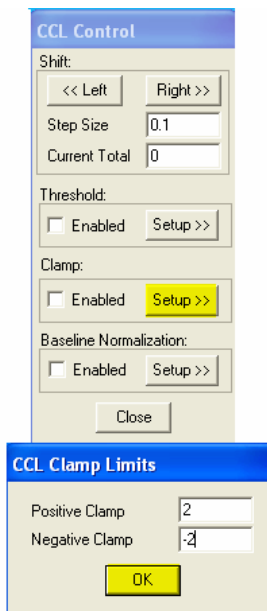 CCL Control
Shift:
<< Left Right >>
Step Size 0.1
Current Total 0
Threshold:
Enabled Setup >>
Clamp:
Enabled Setup >>
Baseline Normalization:
Enabled Setup >>
Close
CCL Clamp Limits
Positive Clamp 2
Negative Clamp -2
OK